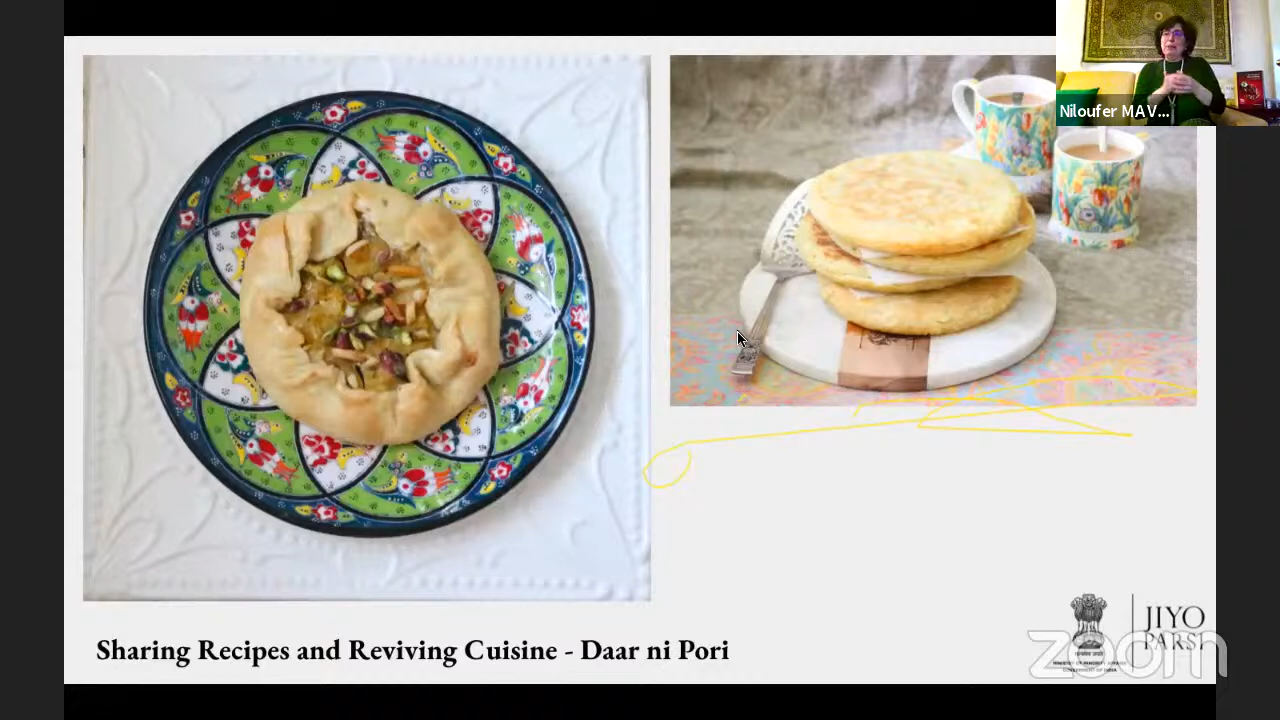 Niloufer MAV...
Sharing Recipes and Reviving Cuisine - Daar ni Pori
JIYO
PARSI
zoom